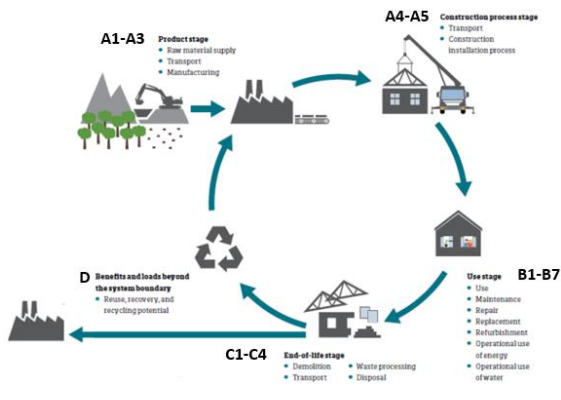 A1-A3
Product stage
• Raw material supply
• Transport
• Manufacturing
A4-A5
Construction process stage
• Transport
• Construction
installation process
B1-B7
Use stage
• Use
• Maintenance
• Repair
• Replacement
• Refurbishment
• Operational use
of energy
• Operational use
of water
C1-C4
End-of-life stage
• Demolition
• Transport
• Waste processing
• Disposal
D
Benefits and loads beyond
the system boundary
• Reuse, recovery, and
recycling potential